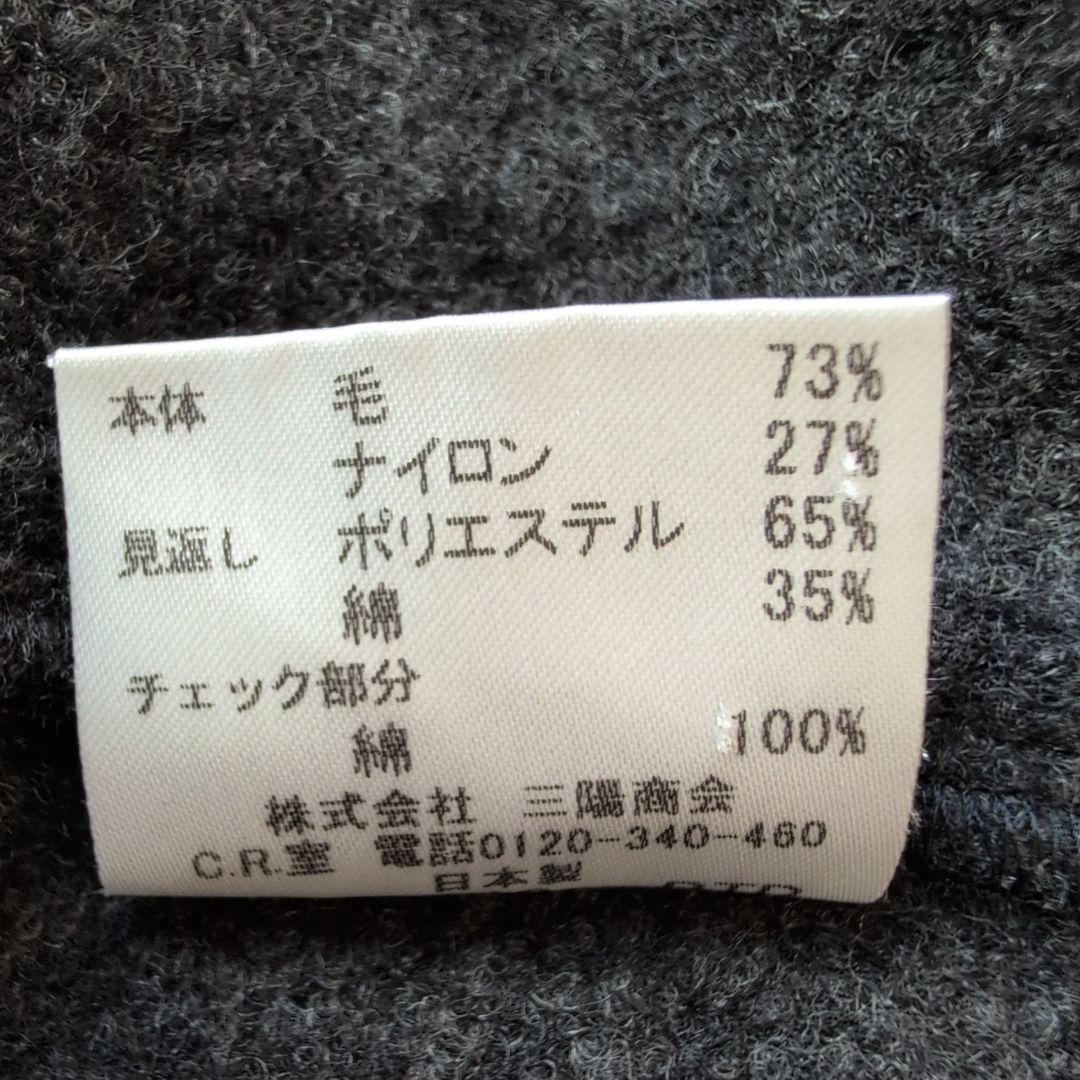 本体 毛 73%
ナイロン 27%
見返し ポリエステル 65%
綿 35%
チェック部分
綿 100%
株式会社 三陽商会
C.R.室 電話0120-340-460
日本製